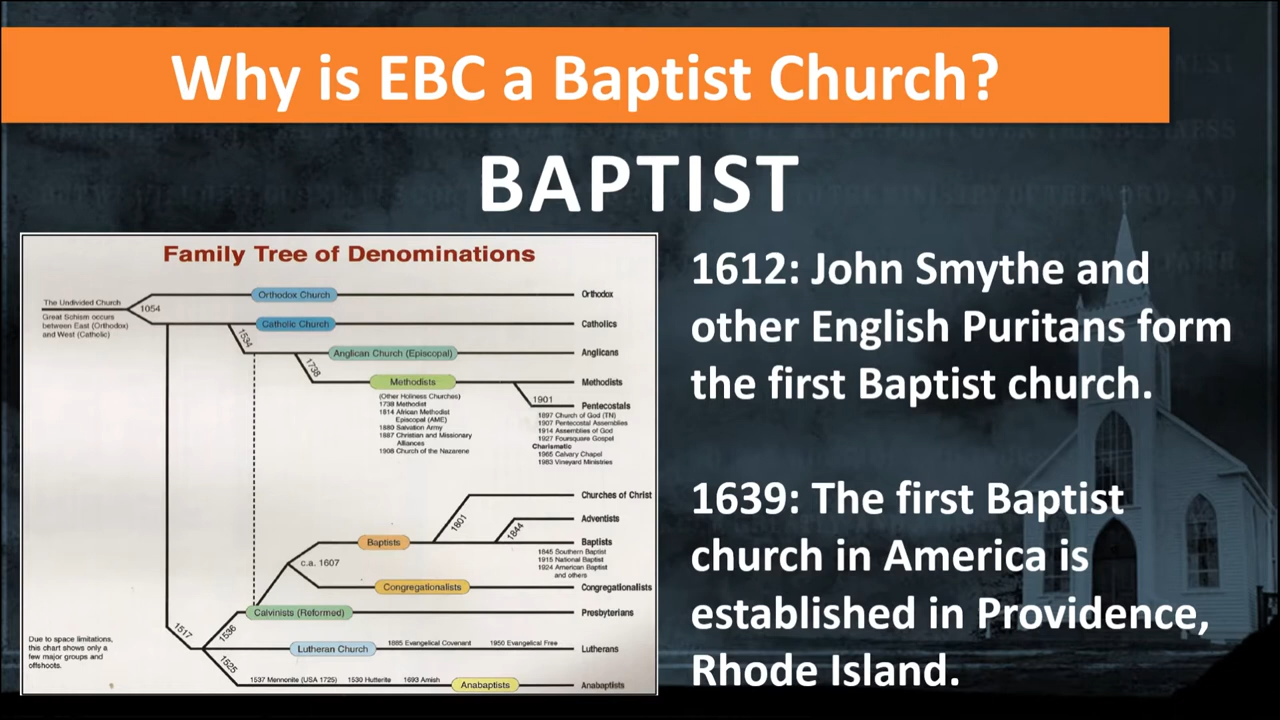 Why is EBC a Baptist Church?
BAPTIST
Family Tree of Denominations
The Undivided Church
Great Schism occurs
between East (Orthodox)
and West (Catholic)
1054
Orthodox Church
Orthodox
Catholic Church
Catholics
1534
Anglican Church (Episcopal)
Anglicans
1738
Methodists
Methodists
(Other Holiness Churches)
1738 Methodist
1814 African Methodist
Episcopal (AME)
1880 Salvation Army
1887 Christian and Missionary
Alliances
1908 Church of the Nazarene
1901
Pentecostals
1897 Church of God (TN)
1907 Pentecostal Assemblies
1914 Assemblies of God
1927 Foursquare Gospel
Charismatic
1965 Calvary Chapel
1983 Vineyard Ministries
Churches of Christ
1801
Adventists
1844
Baptists
Baptists
1845 Southern Baptist
1915 National Baptist
1924 American Baptist
and others
c.a. 1607
Congregationalists
Congregationalists
Calvinists (Reformed)
Presbyterians
1517
1536
Lutheran Church
1885 Evangelical Covenant
1950 Evangelical Free
Lutherans
1525
1537 Mennonite (USA 1725)
1530 Hutterite
1693 Amish
Anabaptists
Anabaptists
Due to space limitations,
this chart shows only a
few major groups and
offshoots.
1612: John Smythe and
other English Puritans form
the first Baptist church.
1639: The first Baptist
church in America is
established in Providence,
Rhode Island.